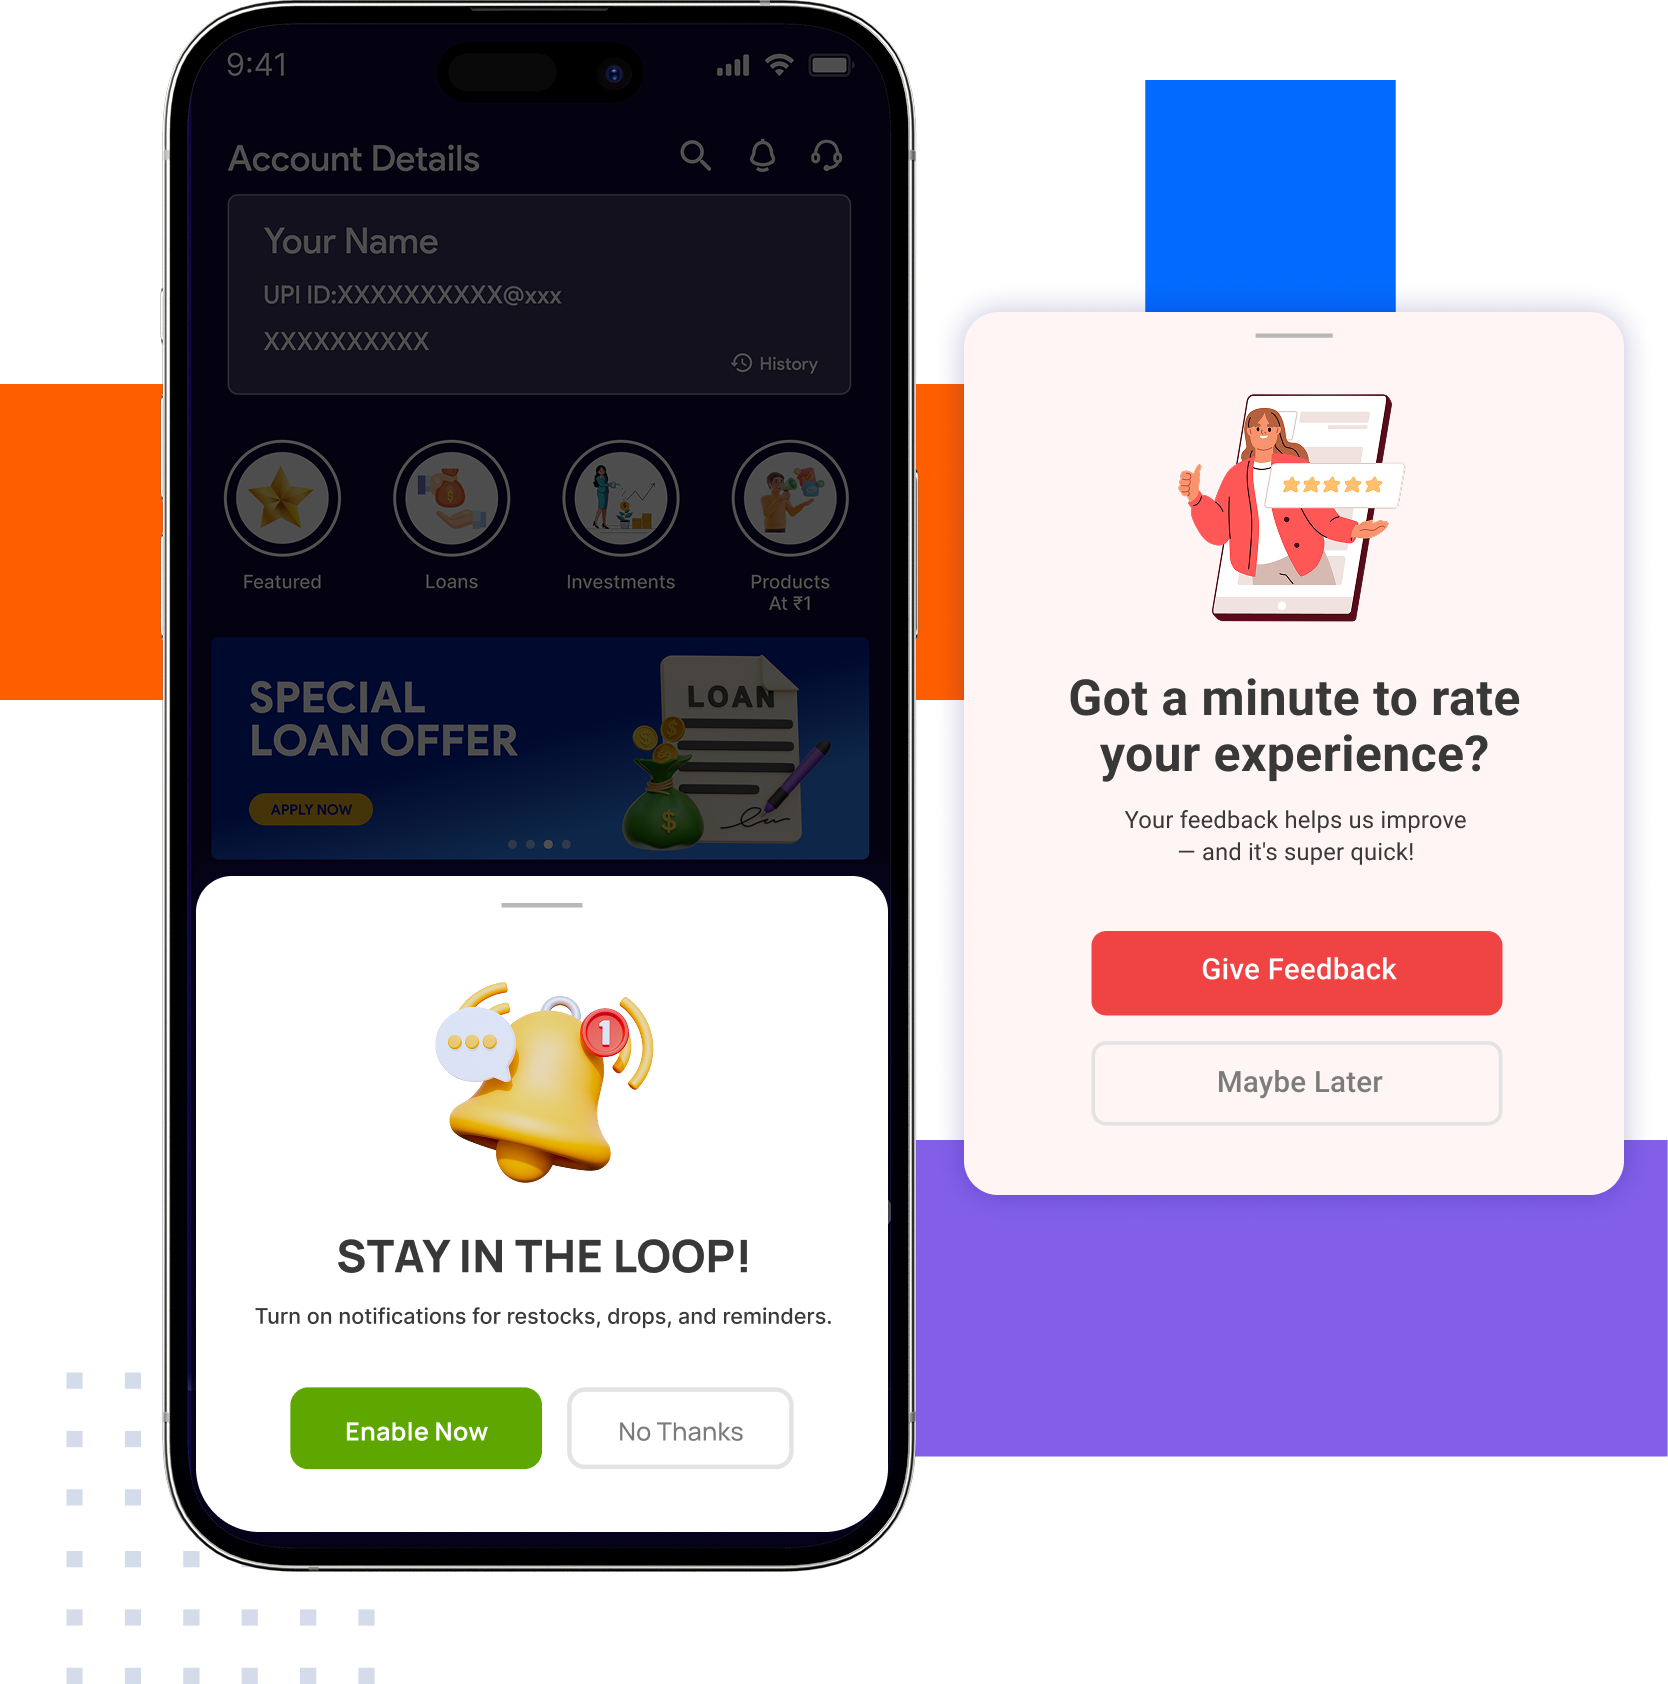 9:41
Account Details
Your Name
UPI ID:XXXXXXXXXX@xxx
XXXXXXXXXX
History
Featured
Loans
Investments
Products
At ₹1
SPECIAL
LOAN OFFER
APPLY NOW
LOAN
$
1
STAY IN THE LOOP!
Turn on notifications for restocks, drops, and reminders.
Enable Now
No Thanks
Got a minute to rate
your experience?
Your feedback helps us improve
– and it's super quick!
Give Feedback
Maybe Later